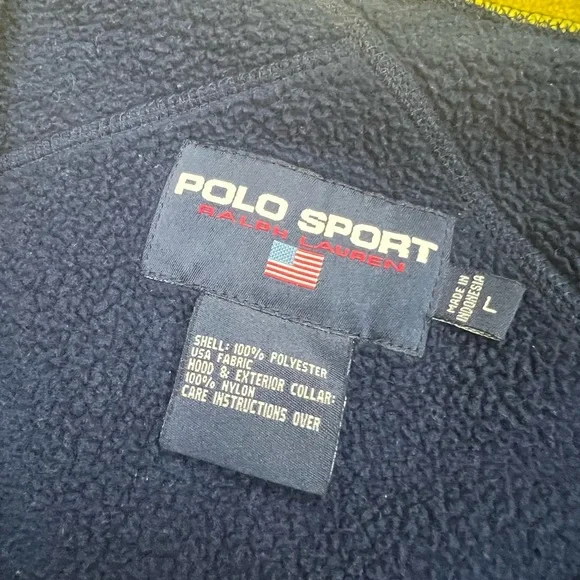 POLO SPORT
RALPH LAUREN
MADE IN
INDONESIA
L
SHELL: 100% POLYESTER
USA FABRIC
HOOD & EXTERIOR COLLAR:
100% NYLON
CARE INSTRUCTIONS OVER